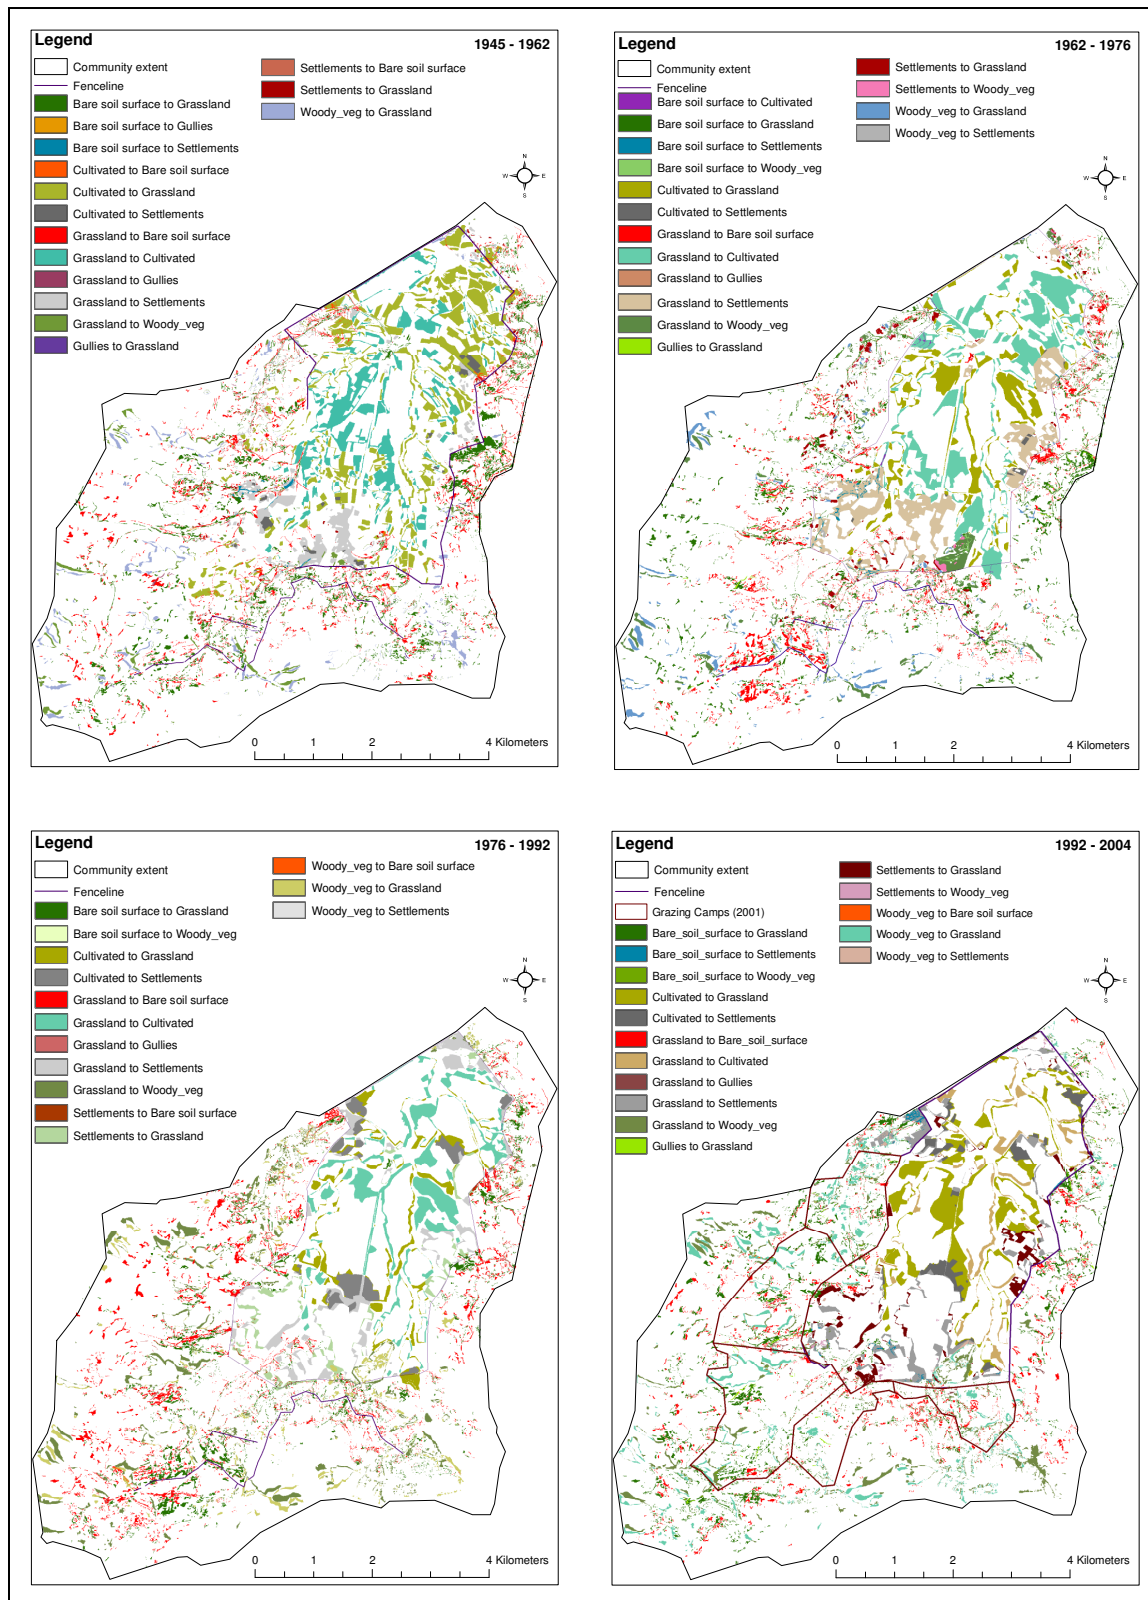 Legend
1945 - 1962
Community extent
Fenceline
Bare soil surface to Grassland
Bare soil surface to Gullies
Bare soil surface to Settlements
Cultivated to Bare soil surface
Cultivated to Grassland
Cultivated to Settlements
Grassland to Bare soil surface
Grassland to Cultivated
Grassland to Gullies
Grassland to Settlements
Grassland to Woody_veg
Gullies to Grassland
Settlements to Bare soil surface
Settlements to Grassland
Woody_veg to Grassland
N
W E
S
0 1 2 4 Kilometers
Legend
1962 - 1976
Community extent
Fenceline
Bare soil surface to Cultivated
Bare soil surface to Grassland
Bare soil surface to Settlements
Bare soil surface to Woody_veg
Cultivated to Grassland
Cultivated to Settlements
Grassland to Bare soil surface
Grassland to Cultivated
Grassland to Gullies
Grassland to Settlements
Grassland to Woody_veg
Gullies to Grassland
Settlements to Grassland
Settlements to Woody_veg
Woody_veg to Grassland
Woody_veg to Settlements
N
W E
S
0 1 2 4 Kilometers
Legend
1976 - 1992
Community extent
Fenceline
Bare soil surface to Grassland
Bare soil surface to Woody_veg
Cultivated to Grassland
Cultivated to Settlements
Grassland to Bare soil surface
Grassland to Cultivated
Grassland to Gullies
Grassland to Settlements
Grassland to Woody_veg
Settlements to Bare soil surface
Settlements to Grassland
Woody_veg to Bare soil surface
Woody_veg to Grassland
Woody_veg to Settlements
N
W E
S
0 1 2 4 Kilometers
Legend
1992 - 2004
Community extent
Fenceline
Grazing Camps (2001)
Bare_soil_surface to Grassland
Bare_soil_surface to Settlements
Bare_soil_surface to Woody_veg
Cultivated to Grassland
Cultivated to Settlements
Grassland to Bare_soil_surface
Grassland to Cultivated
Grassland to Gullies
Grassland to Settlements
Grassland to Woody_veg
Gullies to Grassland
Settlements to Grassland
Settlements to Woody_veg
Woody_veg to Bare soil surface
Woody_veg to Grassland
Woody_veg to Settlements
N
W E
S
0 1 2 4 Kilometers